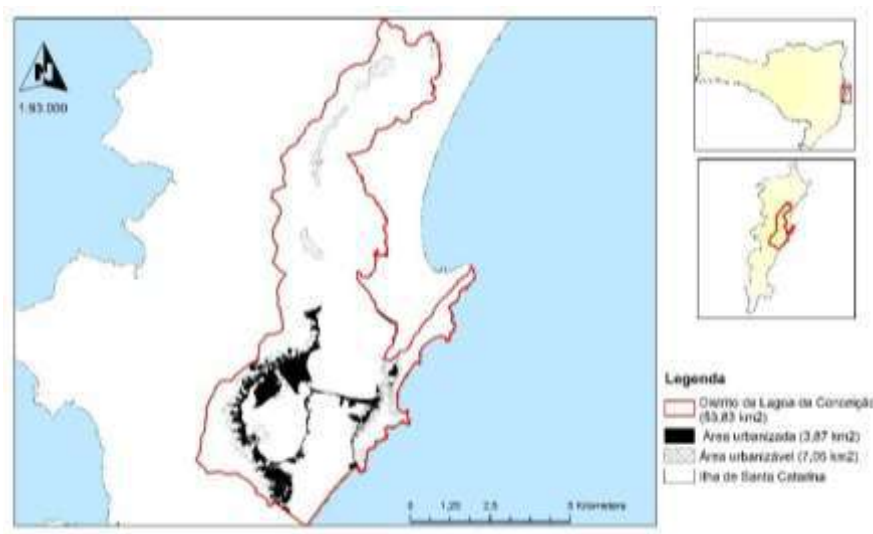 N
1:93.000
Legenda
Distrito da Lagoa da Conceição
(53,83 km2)
Área urbanizada (3,87 km2)
Área urbanizável (7,05 km2)
Ilha de Santa Catarina
0 1,25 2,5 5 Kilometers